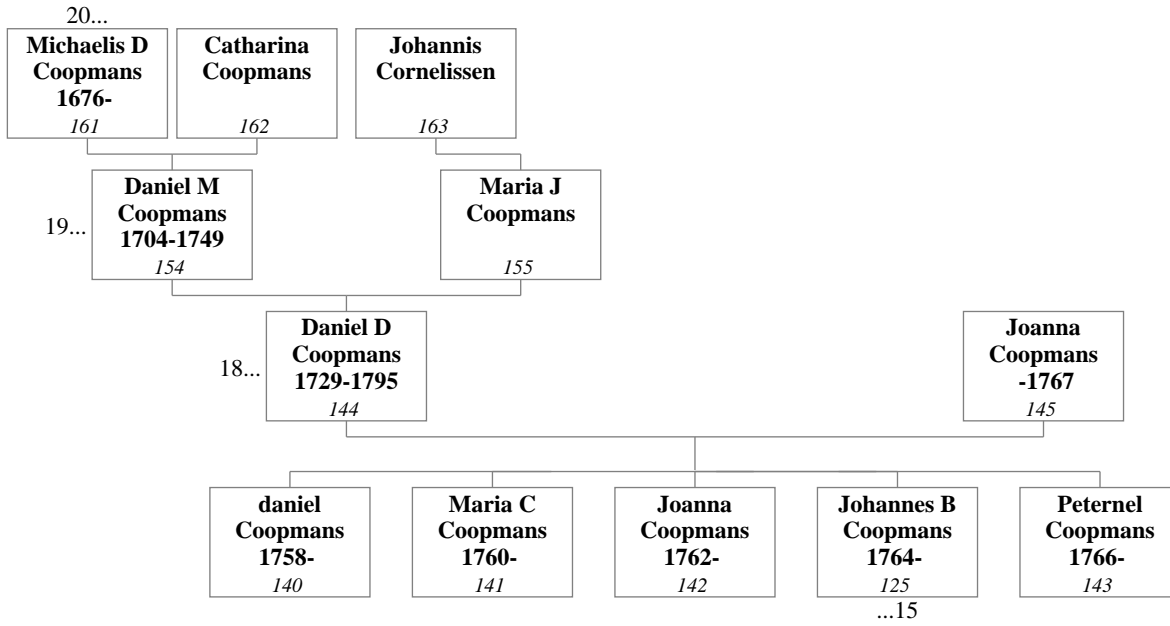 20...
Michaelis D
Coopmans
1676-
161
Catharina
Coopmans
162
Johannis
Cornelissen
163
19...
Daniel M
Coopmans
1704-1749
154
Maria J
Coopmans
155
18...
Daniel D
Coopmans
1729-1795
144
Joanna
Coopmans
-1767
145
daniel
Coopmans
1758-
140
Maria C
Coopmans
1760-
141
Joanna
Coopmans
1762-
142
Johannes B
Coopmans
1764-
125
...15
Peternel
Coopmans
1766-
143